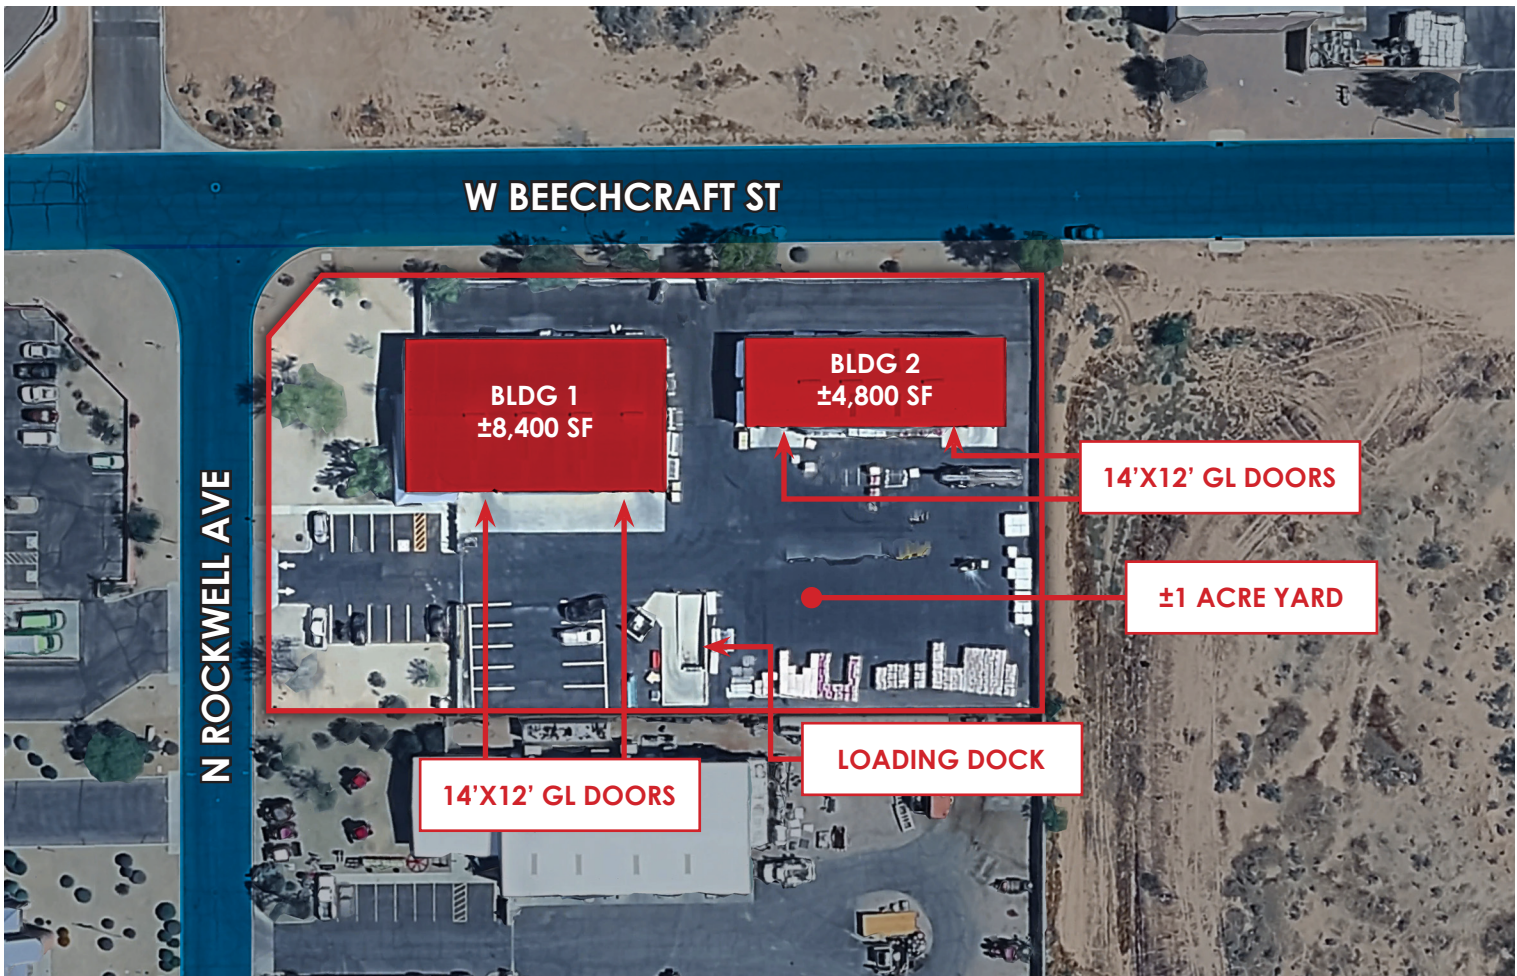 W BEECHCRAFT ST
BLDG 1
±8,400 SF
BLDG 2
±4,800 SF
14’X12’ GL DOORS
N ROCKWELL AVE
±1 ACRE YARD
LOADING DOCK
14’X12’ GL DOORS